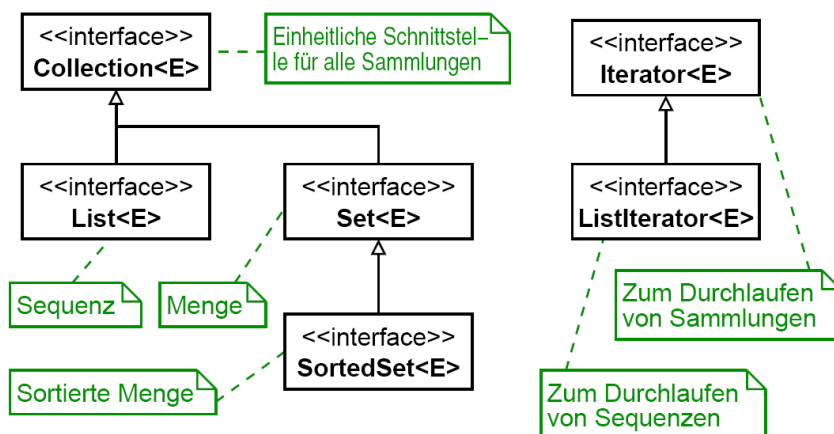 <<interface>>
Collection<E>
Einheitliche Schnittstel–
le für alle Sammlungen
<<interface>>
Iterator<E>
<<interface>>
List<E>
<<interface>>
Set<E>
<<interface>>
ListIterator<E>
Sequenz
Menge
Zum Durchlaufen
von Sammlungen
<<interface>>
SortedSet<E>
Sortierte Menge
Zum Durchlaufen
von Sequenzen